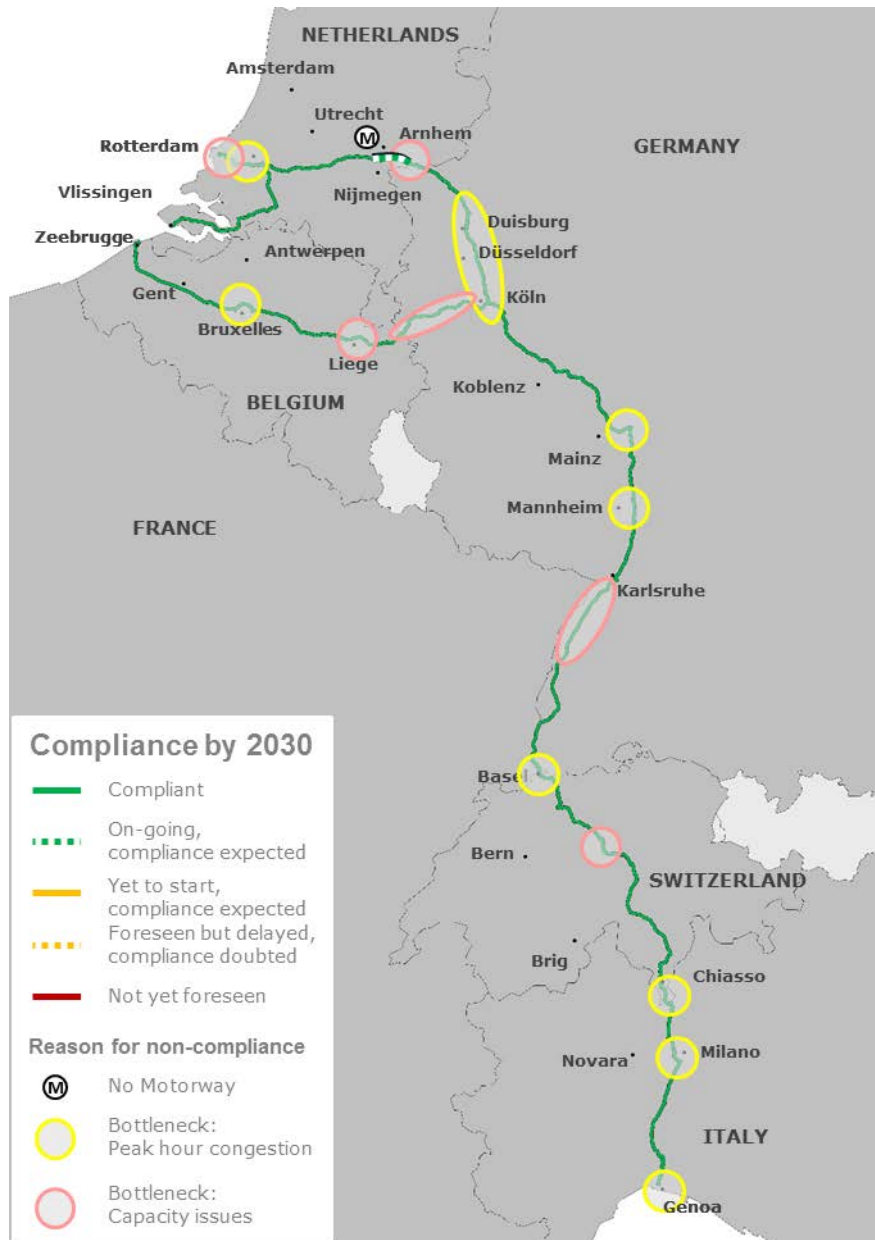 NETHERLANDS
Amsterdam
Utrecht
M
Arnhem
Rotterdam
GERMANY
Nijmegen
Vlissingen
Duisburg
Zeebrugge
Antwerpen
Düsseldorf
Gent
Köln
Bruxelles
Liege
Koblenz
BELGIUM
Mainz
Mannheim
FRANCE
Karlsruhe
Basel
Bern
SWITZERLAND
Brig
Chiasso
Novara
Milano
ITALY
Genoa
Compliance by 2030
Compliant
On-going,
compliance expected
Yet to start,
compliance expected
Foreseen but delayed,
compliance doubted
Not yet foreseen
Reason for non-compliance
M
No Motorway
Bottleneck:
Peak hour congestion
Bottleneck:
Capacity issues